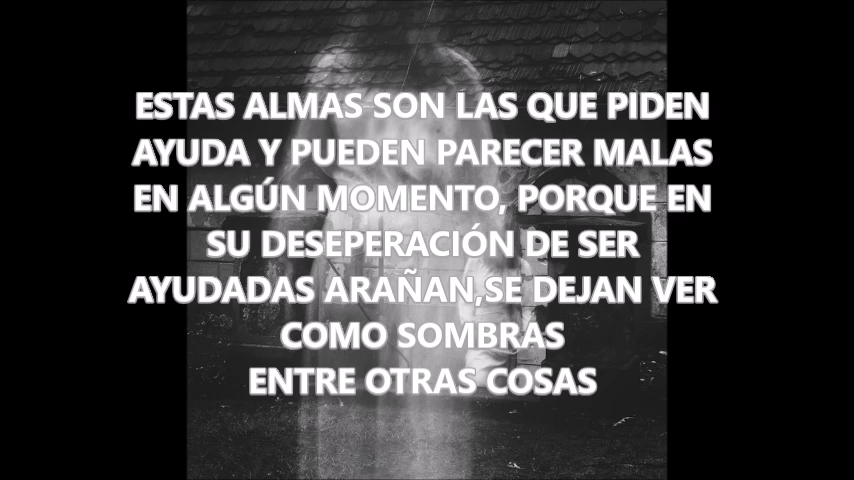 ESTAS ALMAS SON LAS QUE PIDEN
AYUDA Y PUEDEN PARECER MALAS
EN ALGÚN MOMENTO, PORQUE EN
SU DESEPERACIÓN DE SER
AYUDADAS ARAÑAN,SE DEJAN VER
COMO SOMBRAS
ENTRE OTRAS COSAS